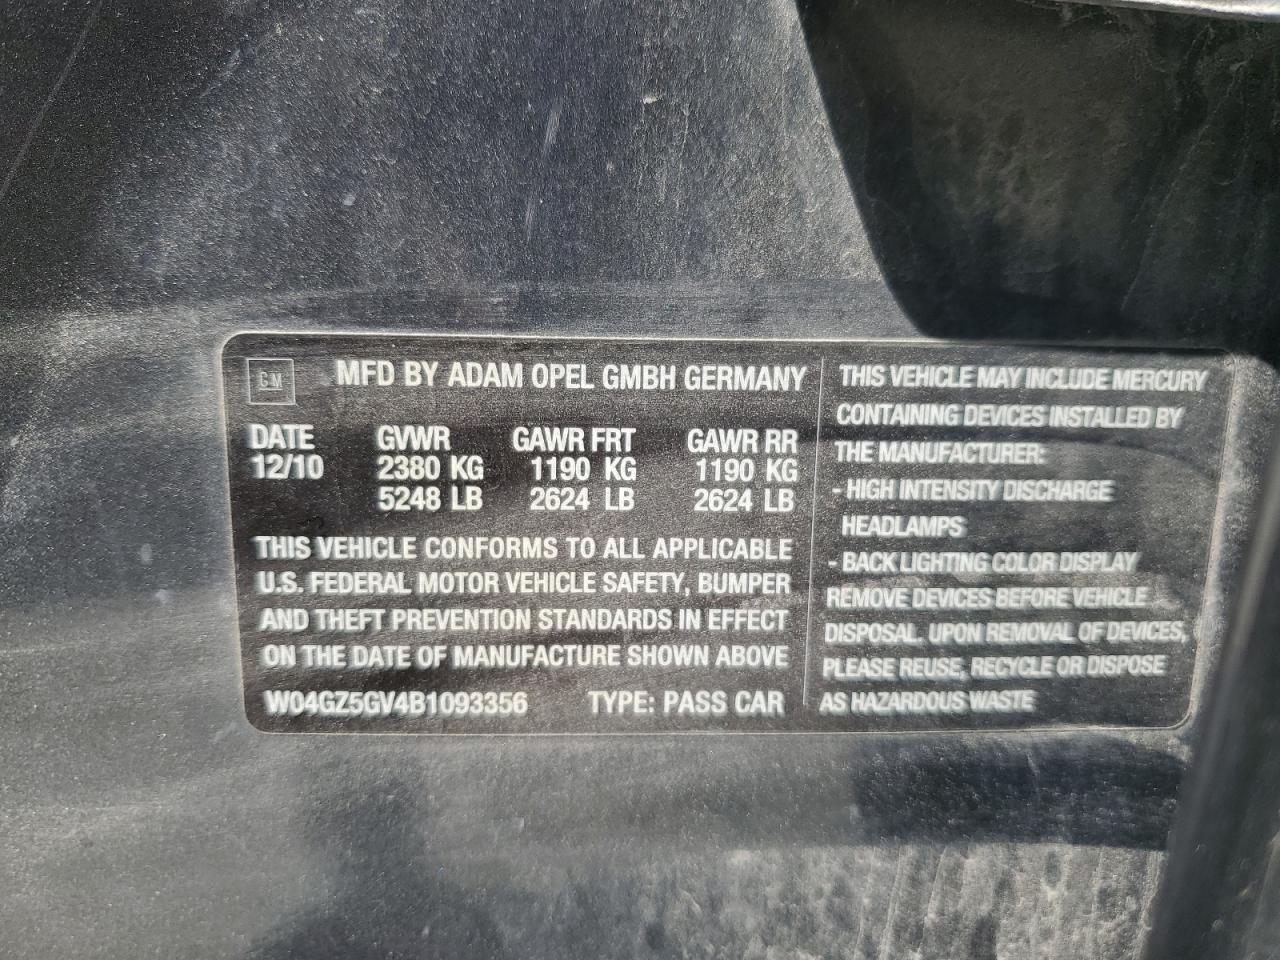 GM
MFD BY ADAM OPEL GMBH GERMANY
DATE GVWR GAWR FRT GAWR RR
12/10 2380 KG 1190 KG 1190 KG
5248 LB 2624 LB 2624 LB
THIS VEHICLE CONFORMS TO ALL APPLICABLE
U.S. FEDERAL MOTOR VEHICLE SAFETY, BUMPER
AND THEFT PREVENTION STANDARDS IN EFFECT
ON THE DATE OF MANUFACTURE SHOWN ABOVE
W04GZ5GV4B1093356 TYPE: PASS CAR
THIS VEHICLE MAY INCLUDE MERCURY
CONTAINING DEVICES INSTALLED BY
THE MANUFACTURER:
- HIGH INTENSITY DISCHARGE
HEADLAMPS
- BACK LIGHTING COLOR DISPLAY
REMOVE DEVICES BEFORE VEHICLE
DISPOSAL. UPON REMOVAL OF DEVICES,
PLEASE REUSE, RECYCLE OR DISPOSE
AS HAZARDOUS WASTE